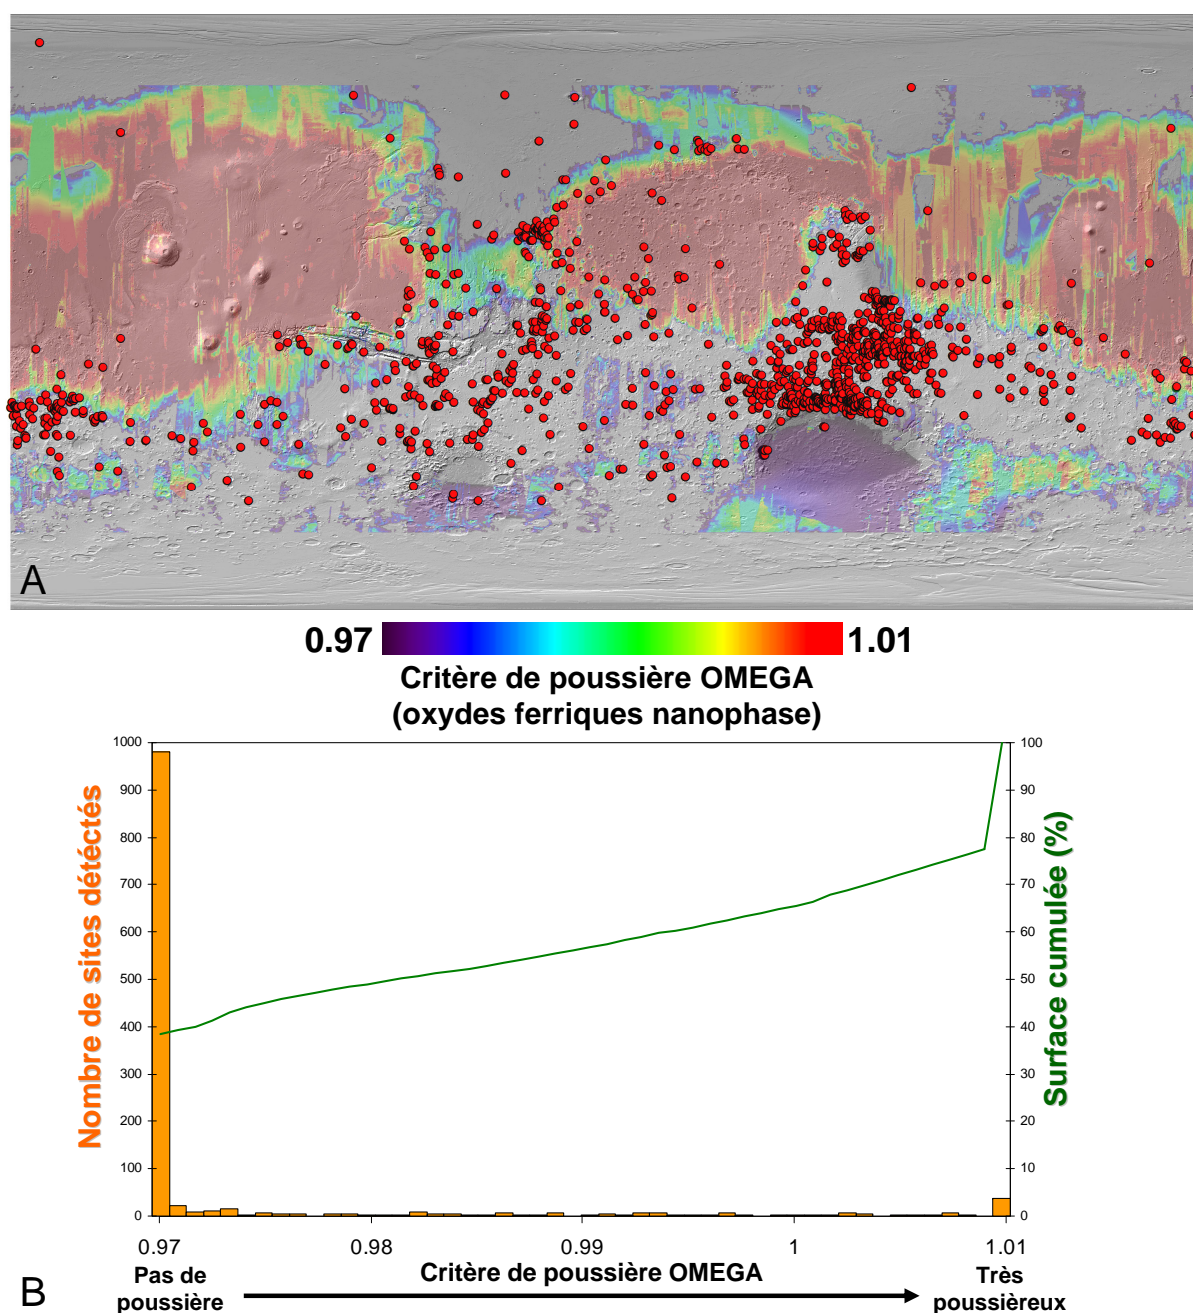 A
0.97 1.01
Critère de poussière OMEGA
(oxydes ferriques nanophase)
1000
900
800
700
600
500
400
300
200
100
0
Nombre de sites détéctés
100
90
80
70
60
50
40
30
20
10
0
Surface cumulée (%)
0.97 0.98 0.99 1 1.01
Pas de
poussière
Critère de poussière OMEGA
Très
poussièreux
B